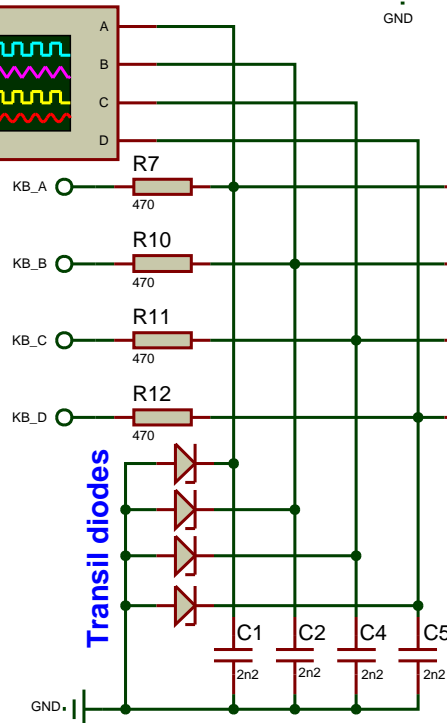 GND
A
B
C
D
KB_A
R7
470
KB_B
R10
470
KB_C
R11
470
KB_D
R12
470
Transil diodes
C1
2n2
C2
2n2
C4
2n2
C5
2n2
GND